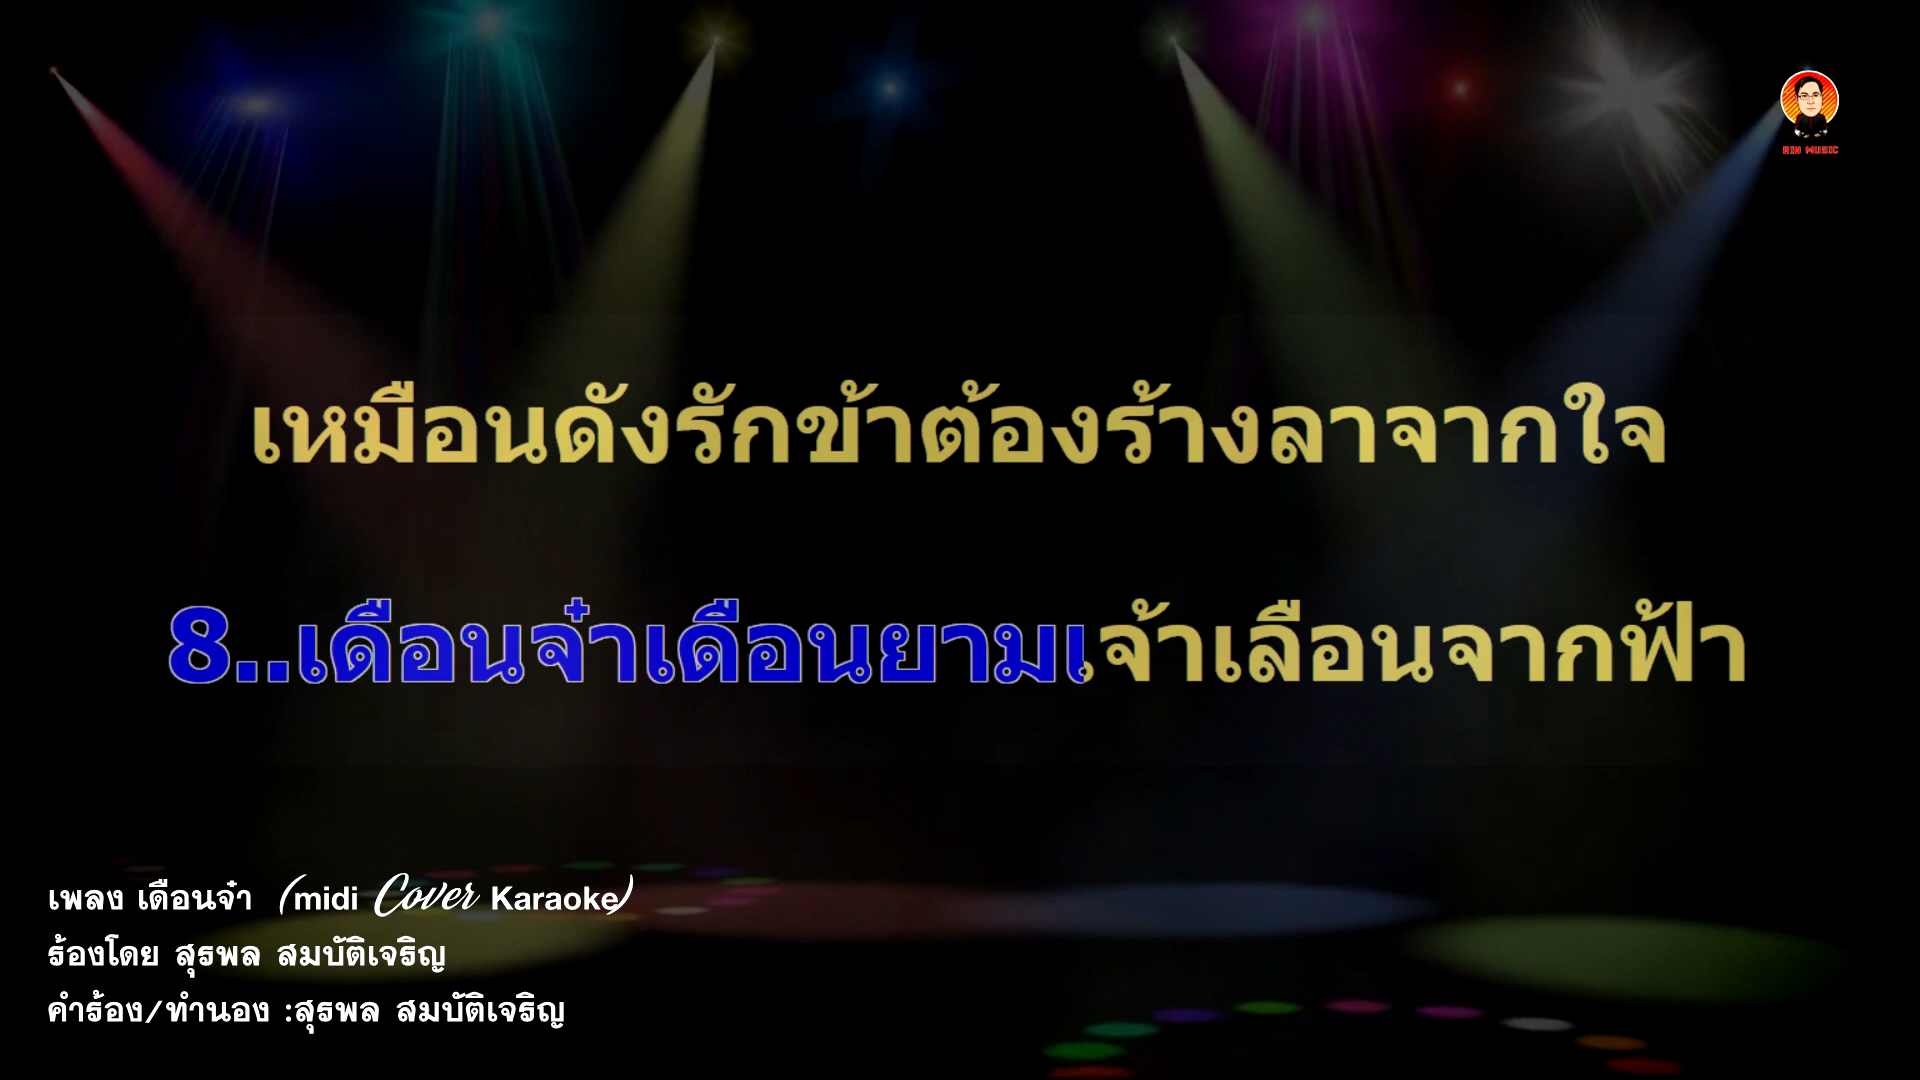 RIN MUSIC
เหมือนดังรักข้าต้องร้างลาจากใจ
8..เดือนจ๋าเดือนยามเจ้าเลือนจากฟ้า
เพลง เดือนจ๋า (midi Cover Karaoke)
ร้องโดย สุรพล สมบัติเจริญ
คำร้อง/ทำนอง :สุรพล สมบัติเจริญ